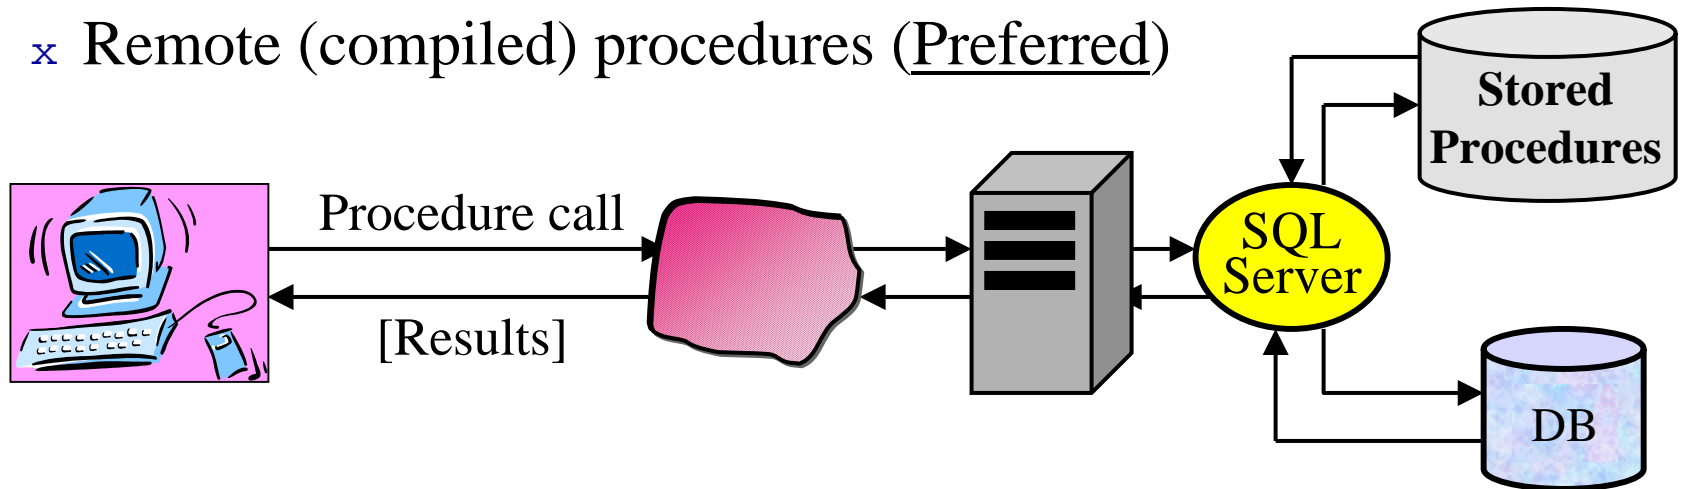 x Remote (compiled) procedures (Preferred)
Stored
Procedures
Procedure call
SQL
Server
[Results]
DB